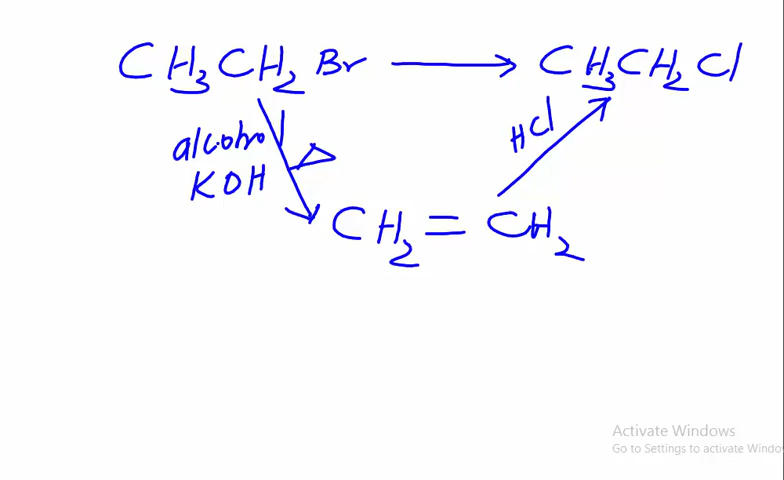 CH3CH2Br → CH3CH2Cl
alcoho
KOH
Δ
HCl
CH2=CH2
Activate Windows
Go to Settings to activate Windo